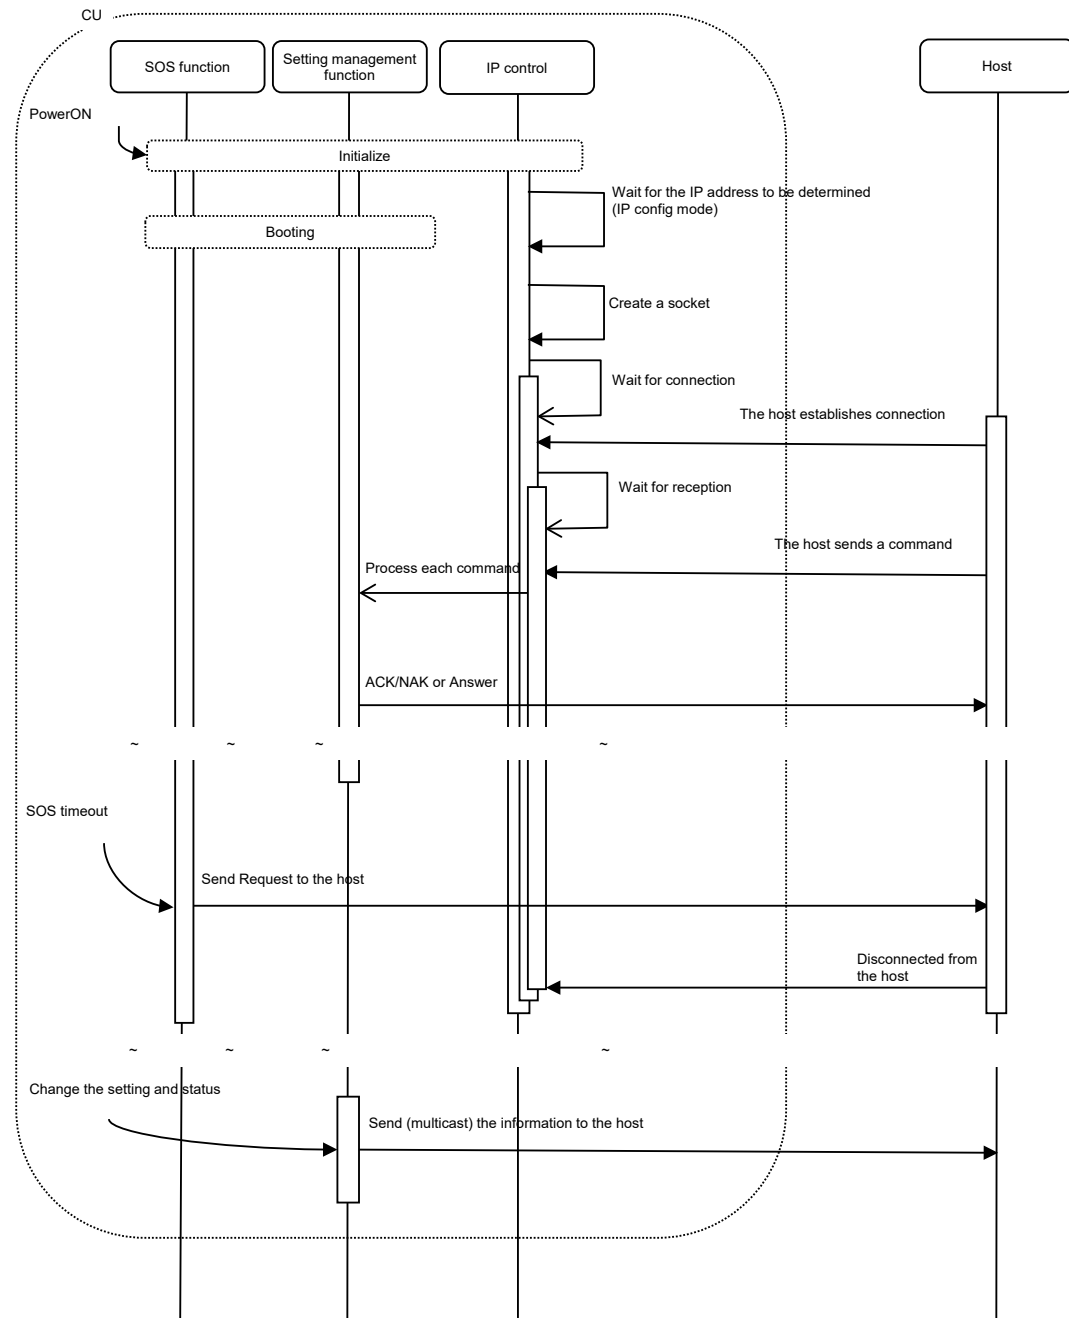 CU
SOS function
Setting management
function
IP control
Host
PowerON
Initialize
Wait for the IP address to be determined
(IP config mode)
Booting
Create a socket
Wait for connection
The host establishes connection
Wait for reception
The host sends a command
Process each command
ACK/NAK or Answer
~ ~ ~ ~
SOS timeout
Send Request to the host
Disconnected from
the host
~ ~ ~ ~
Change the setting and status
Send (multicast) the information to the host